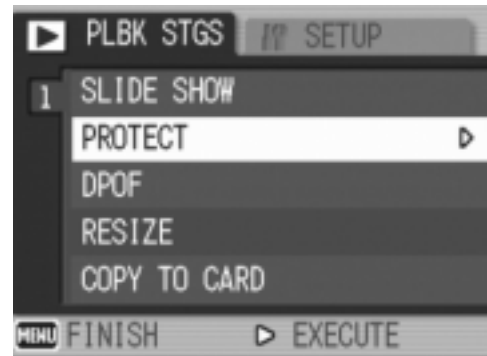 PLBK STGS SETUP
1 SLIDE SHOW
PROTECT
DPOF
RESIZE
COPY TO CARD
MENU FINISH EXECUTE